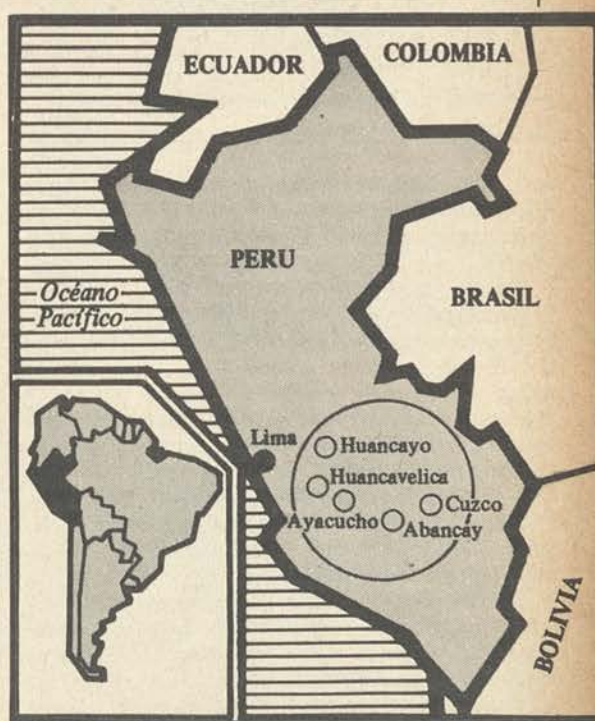 ECUADOR
COLOMBIA
PERU
BRASIL
Océano
Pacífico
Lima
Huancayo
Huancavelica
Ayacucho
Cuzco
Abancay
BOLIVIA